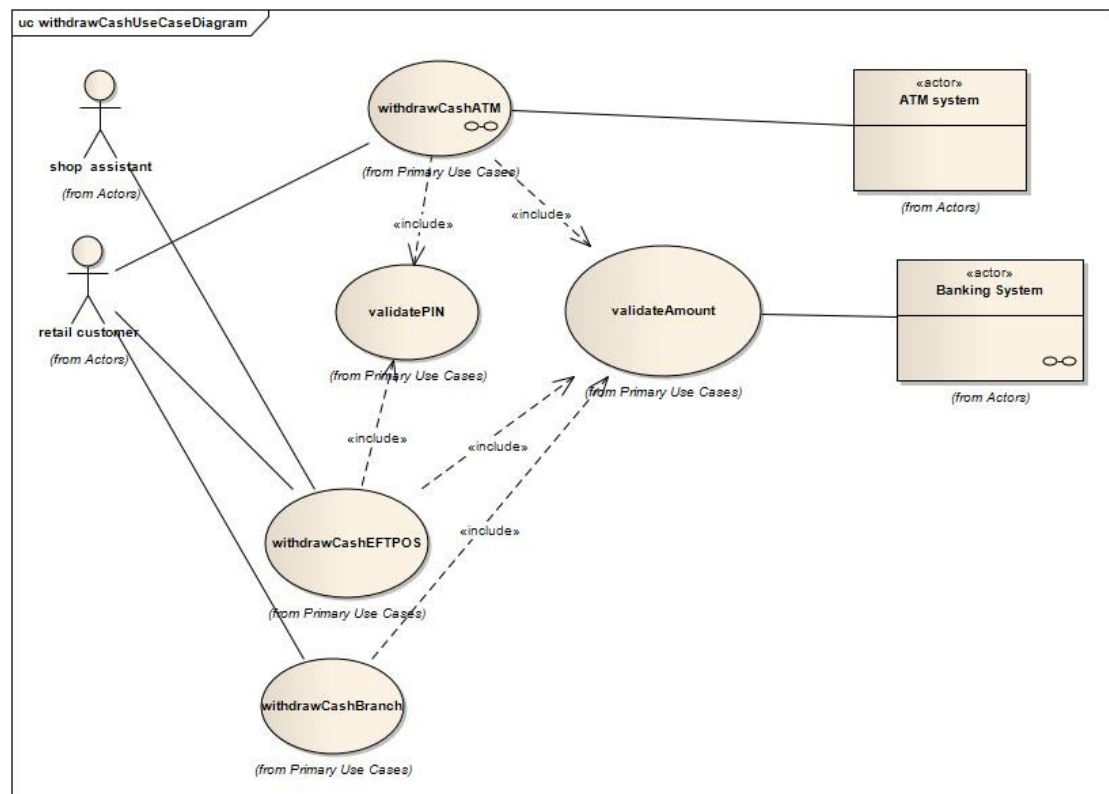 uc withdrawCashUseCaseDiagram
shop assistant
(from Actors)
withdrawCashATM
(from Primary Use Cases)
«actor»
ATM system
(from Actors)
«include»
«include»
retail customer
(from Actors)
validatePIN
(from Primary Use Cases)
validateAmount
(from Primary Use Cases)
«actor»
Banking System
(from Actors)
«include»
«include»
«include»
withdrawCashEFTPOS
(from Primary Use Cases)
withdrawCashBranch
(from Primary Use Cases)